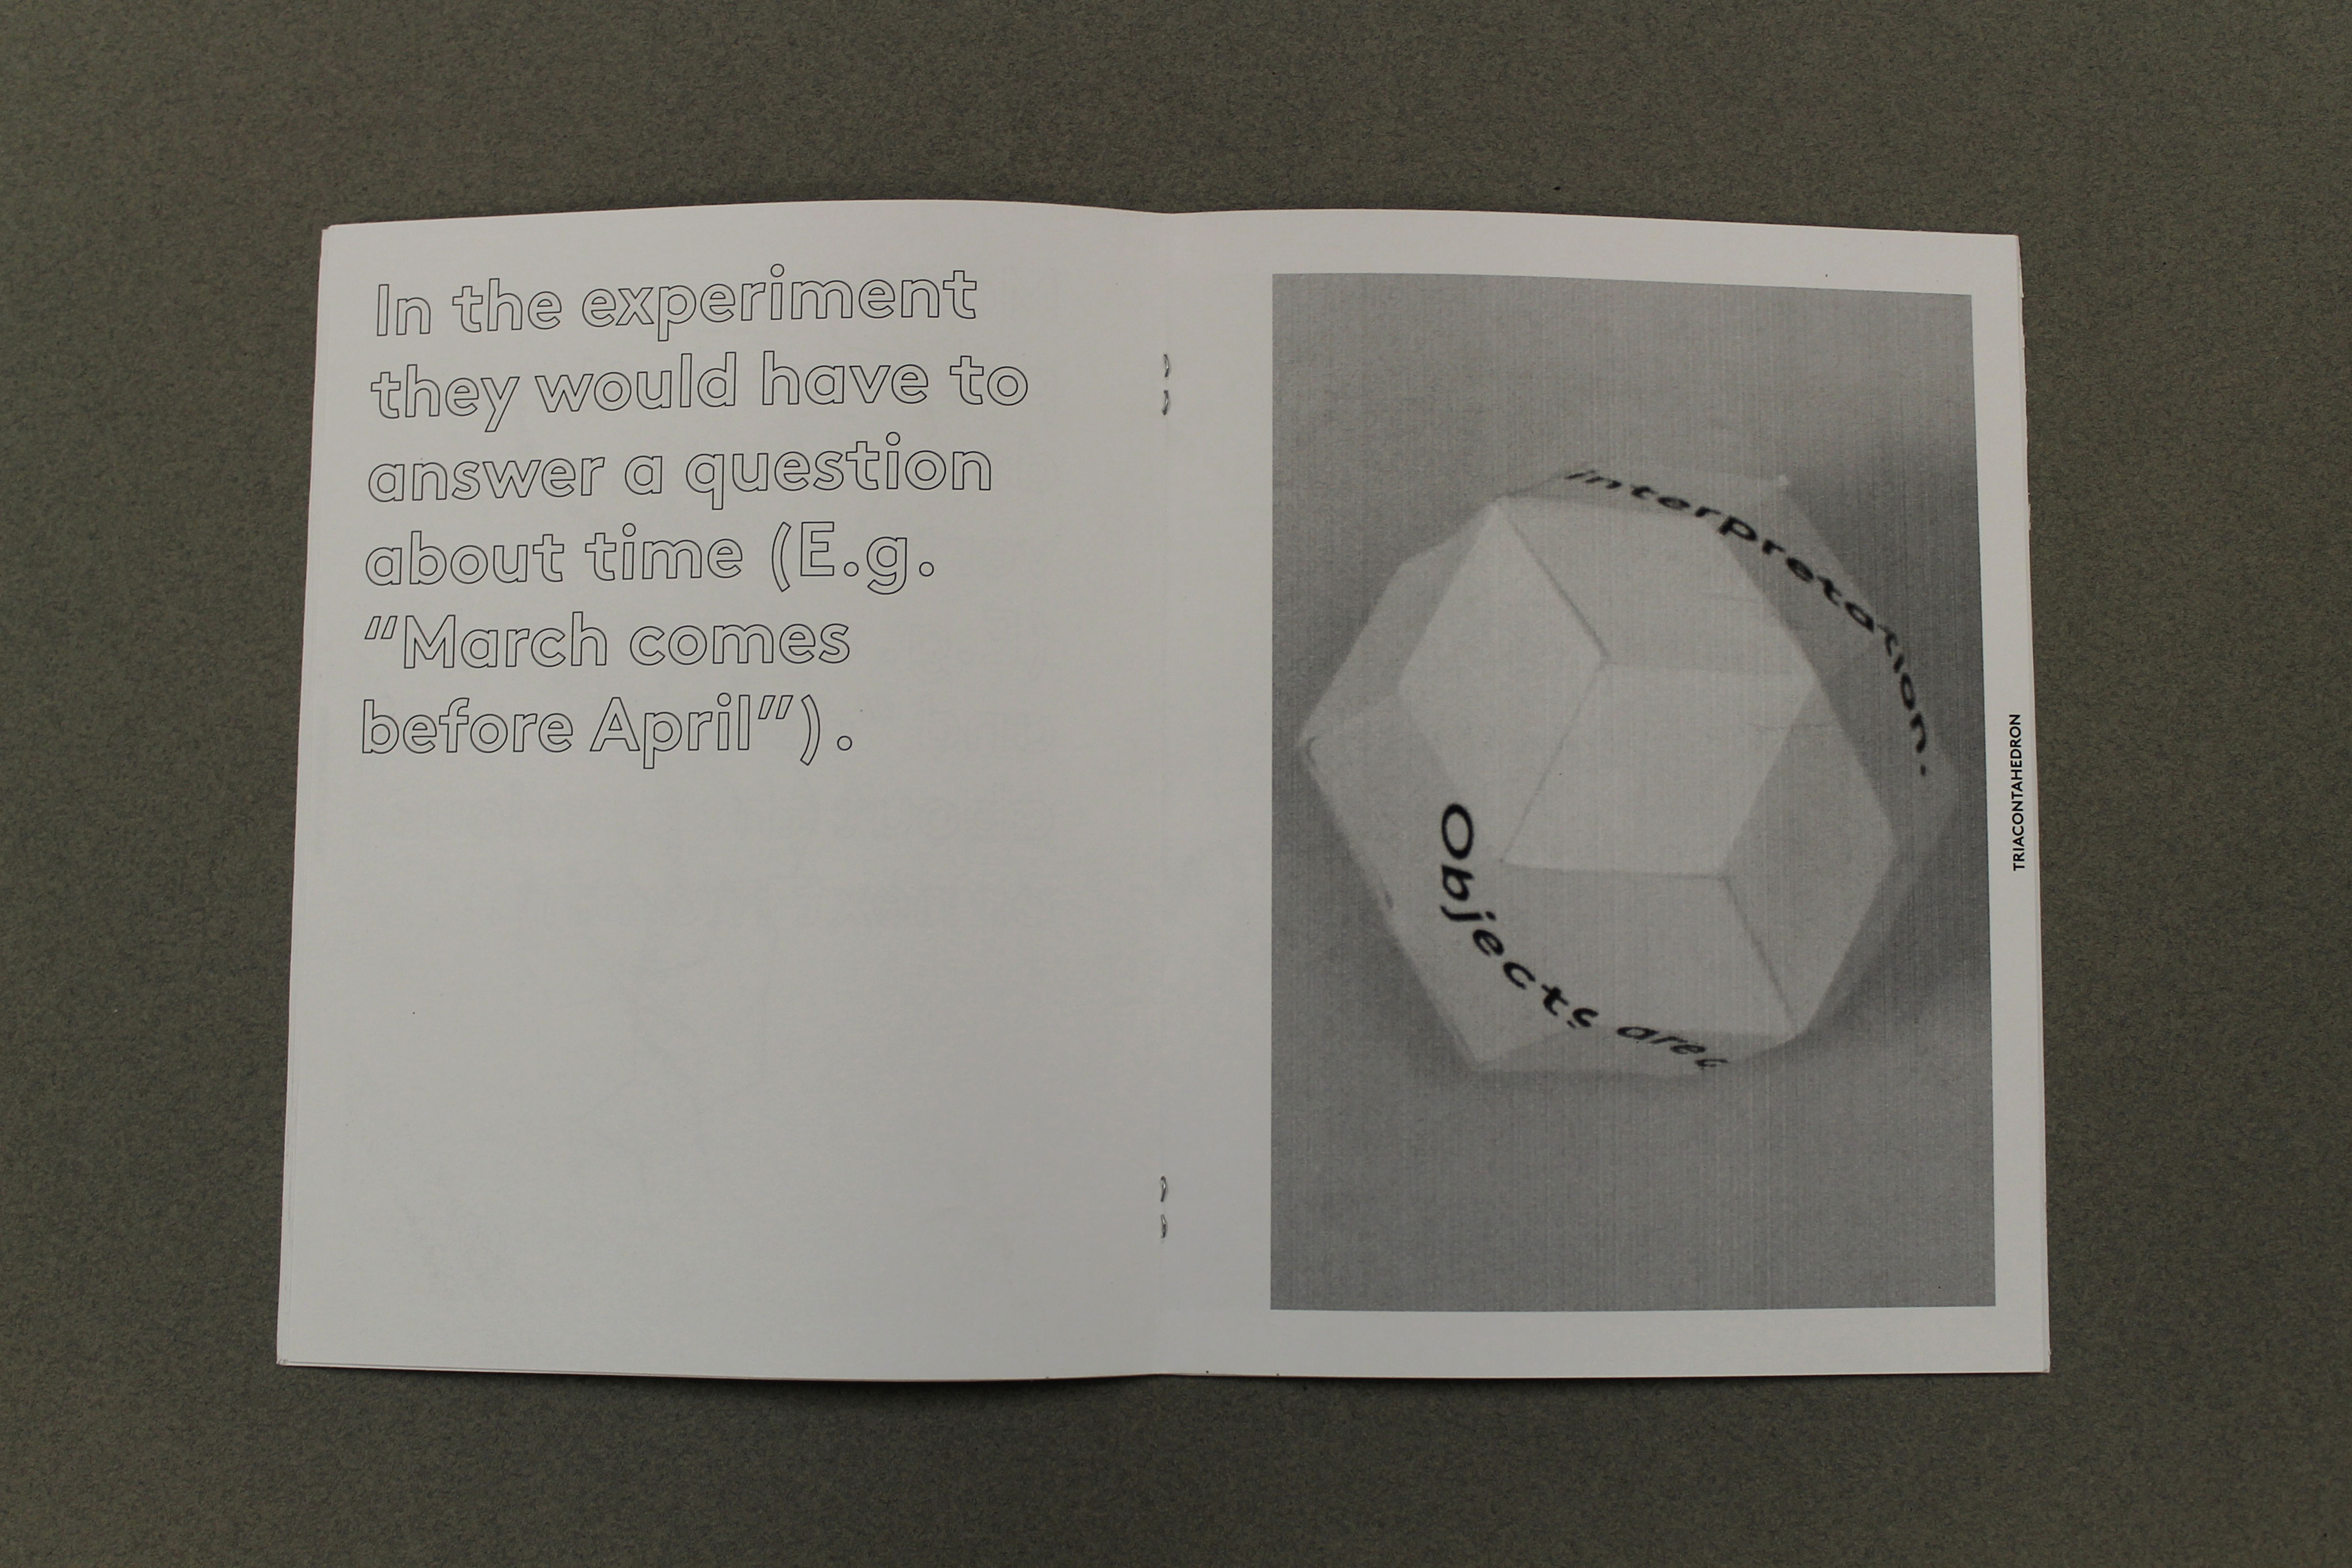 In the experiment
they would have to
answer a question
about time (E.g.
“March comes
before April”).
interpretation.
Objects are
TRIACONTAHEDRON